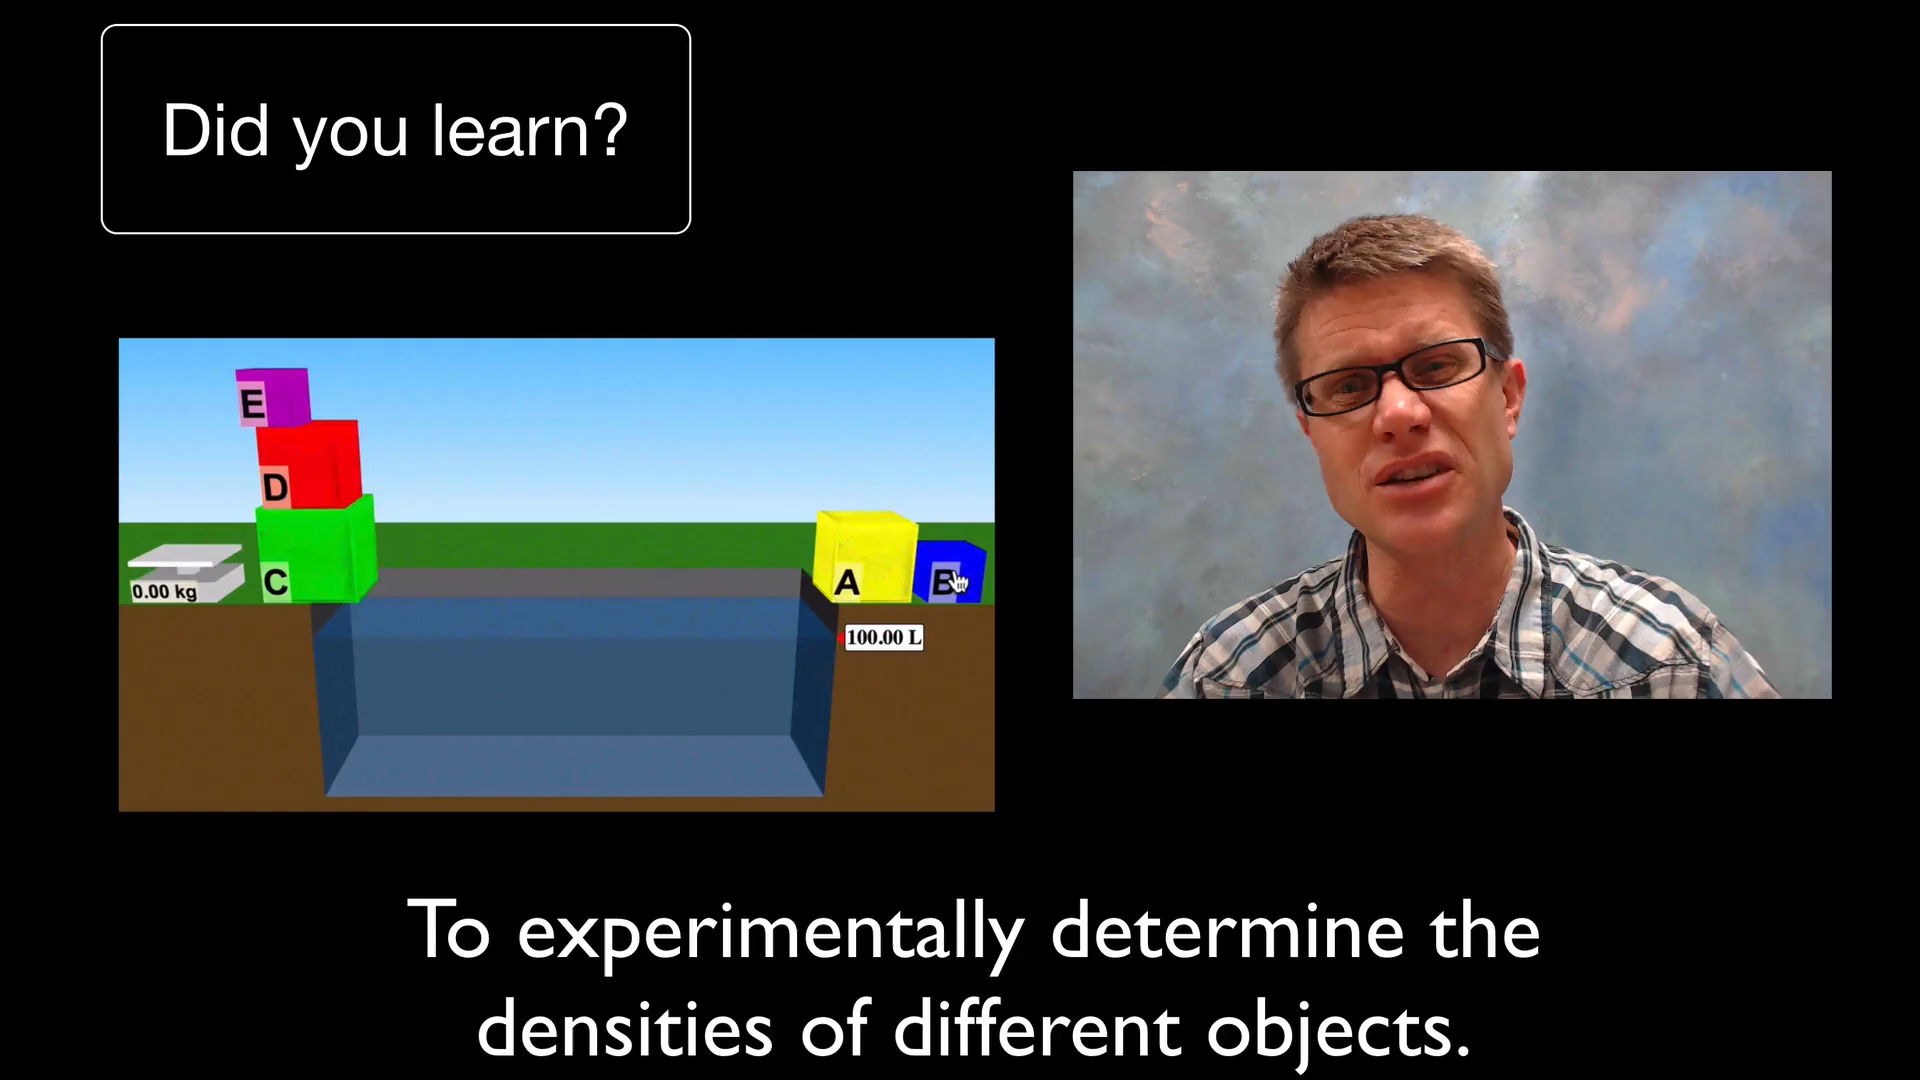 Did you learn?
E
D
C
0.00 kg
A
B
100.00 L
To experimentally determine the
densities of different objects.